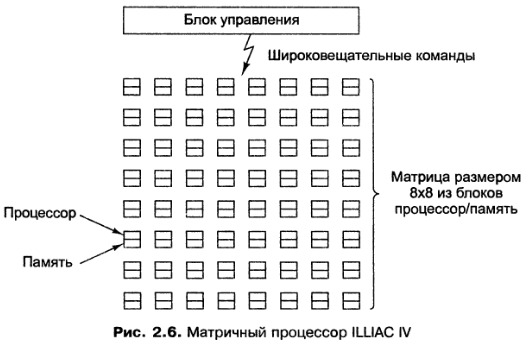 Блок управления
Широковещательные команды
Матрица размером
8x8 из блоков
процессор/память
Процессор
Память
Рис. 2.6. Матричный процессор ILLIAC IV